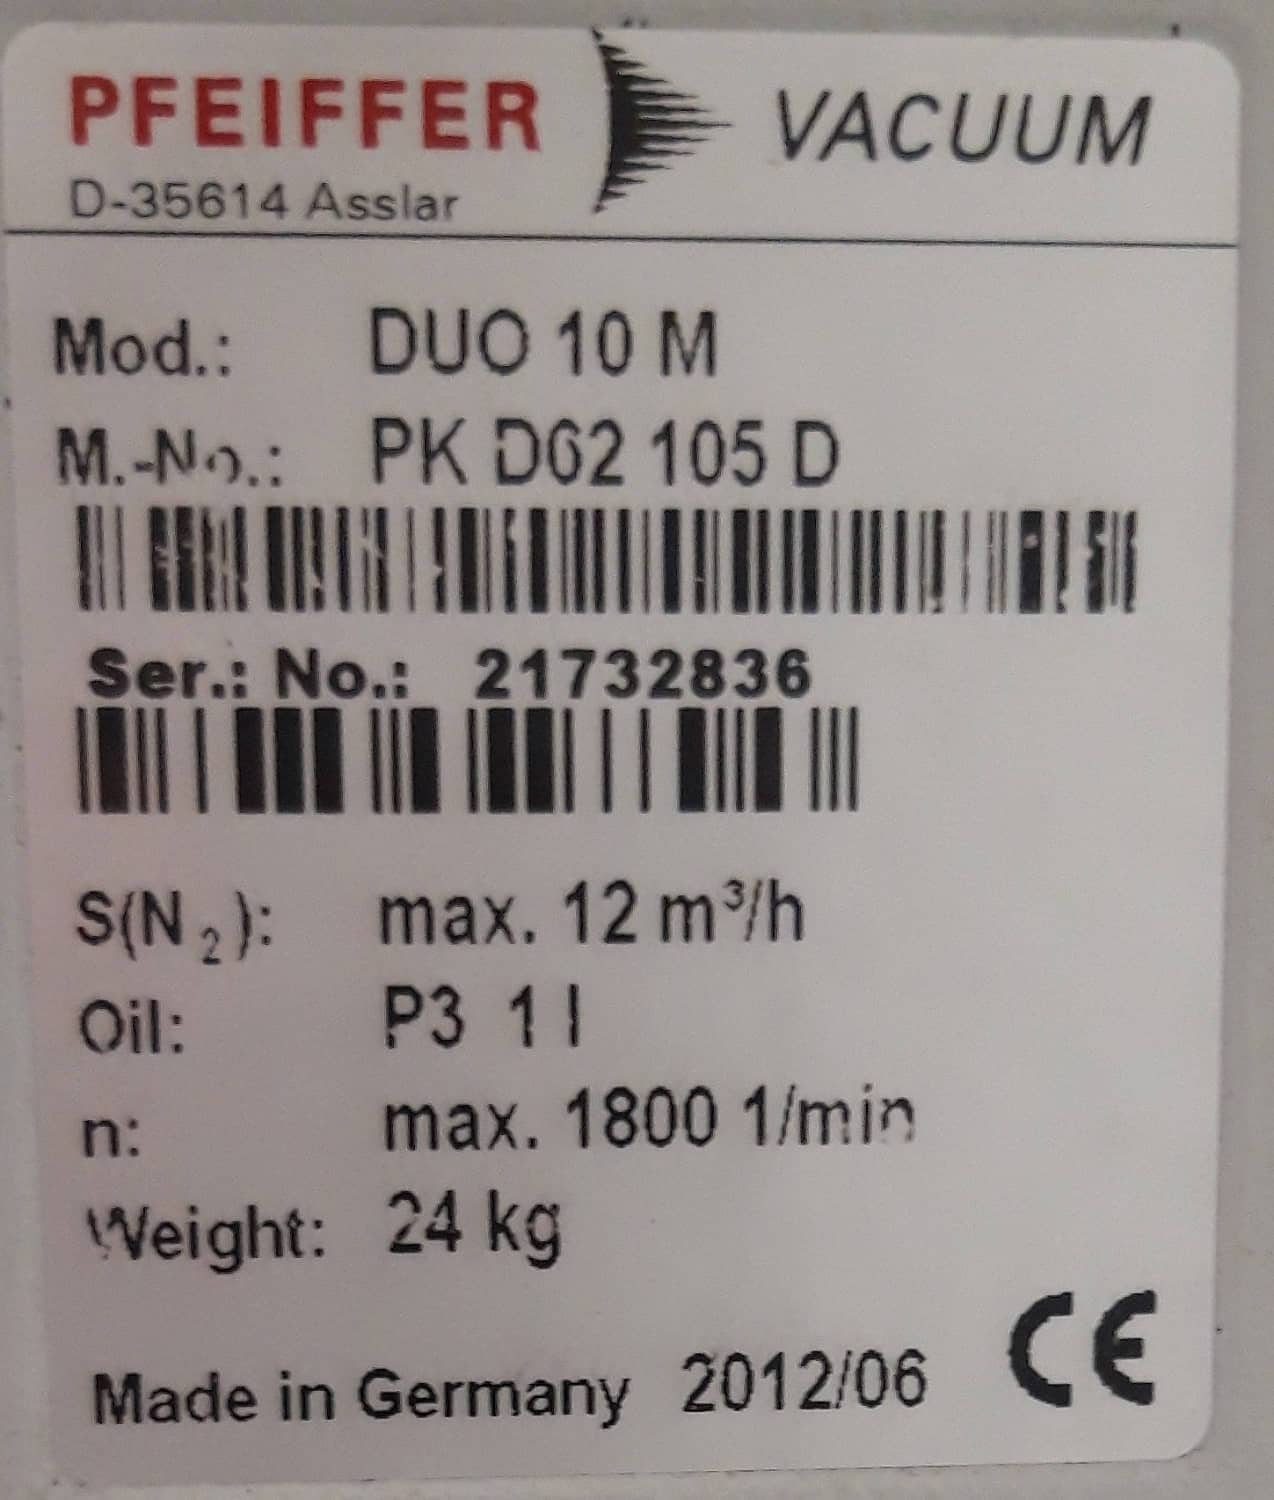 PFEIFFER VACUUM
D-35614 Asslar
Mod.: DUO 10 M
M.-No.: PK D62 105 D
Ser.: No.: 21732836
S(N₂): max. 12 m³/h
Oil: P3 1 l
n: max. 1800 1/min
Weight: 24 kg
Made in Germany 2012/06 CE